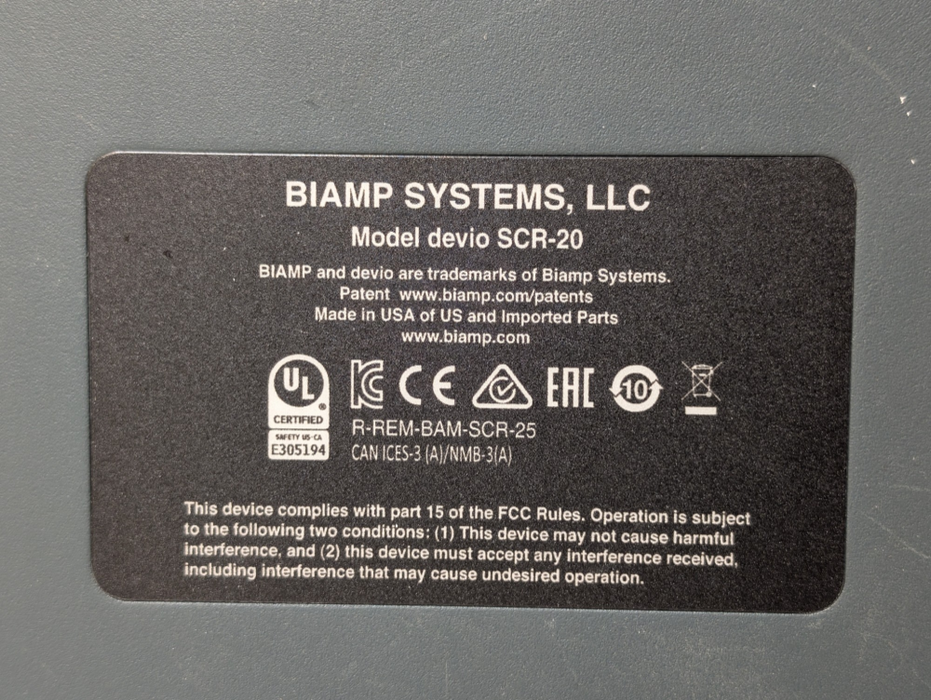 BIAMP SYSTEMS, LLC
Model devio SCR-20
BIAMP and devio are trademarks of Biamp Systems.
Patent www.biamp.com/patents
Made in USA of US and Imported Parts
www.biamp.com
UL
CERTIFIED
SAFETY US-CA
E305194
KC CE EAC 10
R-REM-BAM-SCR-25
CAN ICES-3 (A)/NMB-3(A)
This device complies with part 15 of the FCC Rules. Operation is subject
to the following two conditions: (1) This device may not cause harmful
interference, and (2) this device must accept any interference received,
including interference that may cause undesired operation.